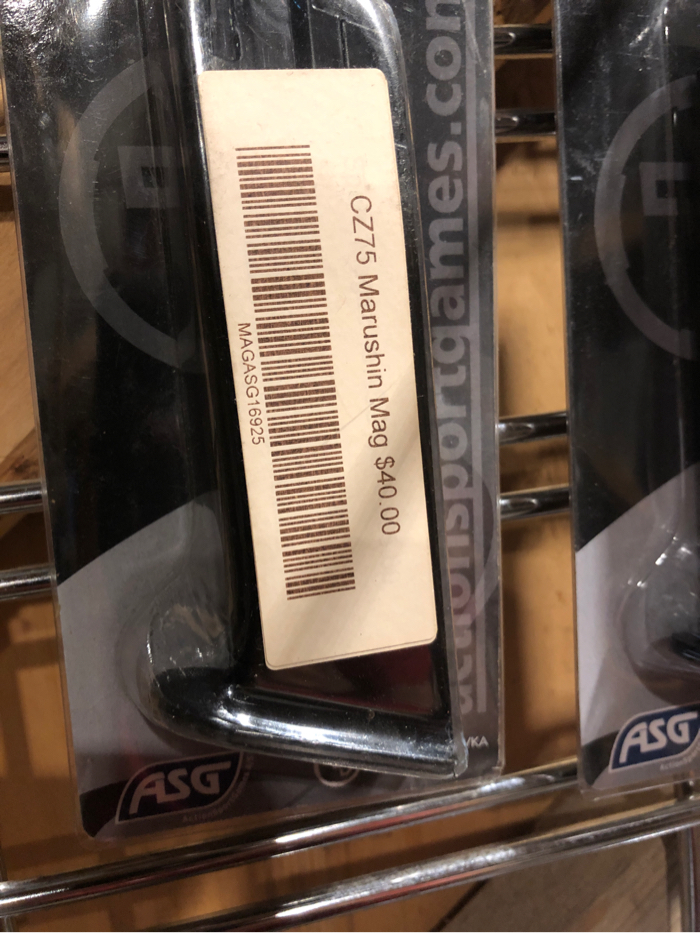 CZ75 Marushin Mag $40.00
MAGASG16925
actionsportgames.com
ASG
ASG